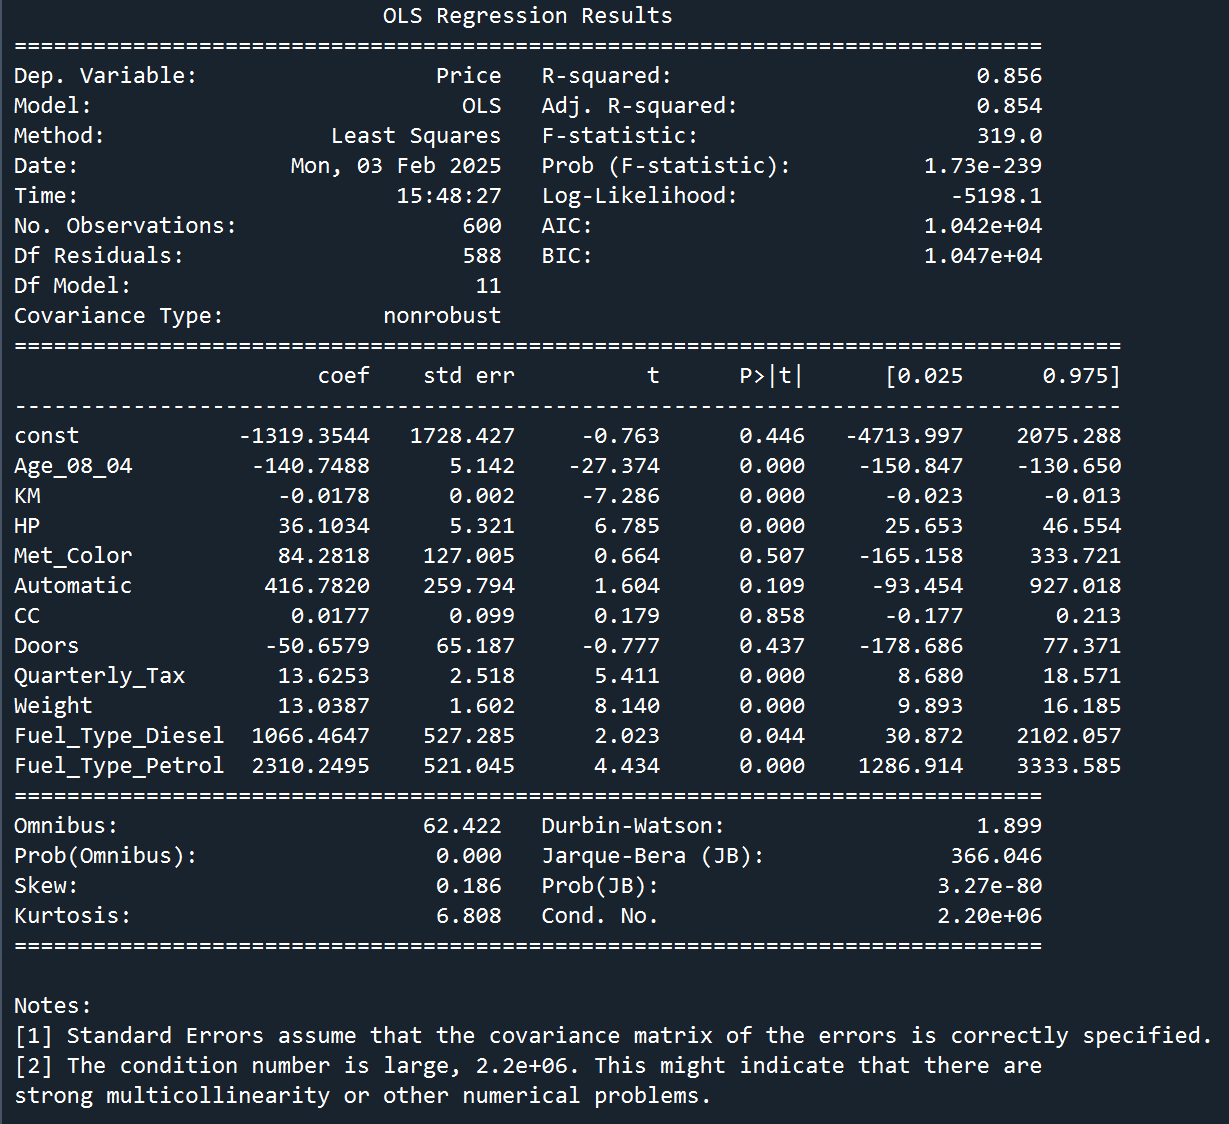 OLS Regression Results
==============================================================================
Dep. Variable:                  Price   R-squared:                       0.856
Model:                            OLS   Adj. R-squared:                  0.854
Method:                 Least Squares   F-statistic:                     319.0
Date:                Mon, 03 Feb 2025   Prob (F-statistic):          1.73e-239
Time:                        15:48:27   Log-Likelihood:                -5198.1
No. Observations:                 600   AIC:                         1.042e+04
Df Residuals:                     588   BIC:                         1.047e+04
Df Model:                          11
Covariance Type:            nonrobust
====================================================================================
                       coef    std err          t      P>|t|      [0.025      0.975]
------------------------------------------------------------------------------------
const            -1319.3544   1728.427     -0.763      0.446   -4713.997    2075.288
Age_08_04         -140.7488      5.142    -27.374      0.000    -150.847    -130.650
KM                  -0.0178      0.002     -7.286      0.000      -0.023      -0.013
HP                  36.1034      5.321      6.785      0.000      25.653      46.554
Met_Color           84.2818    127.005      0.664      0.507    -165.158     333.721
Automatic          416.7820    259.794      1.604      0.109     -93.454     927.018
CC                   0.0177      0.099      0.179      0.858      -0.177       0.213
Doors              -50.6579     65.187     -0.777      0.437    -178.686      77.371
Quarterly_Tax       13.6253      2.518      5.411      0.000       8.680      18.571
Weight              13.0387      1.602      8.140      0.000       9.893      16.185
Fuel_Type_Diesel  1066.4647    527.285      2.023      0.044      30.872    2102.057
Fuel_Type_Petrol  2310.2495    521.045      4.434      0.000    1286.914    3333.585
==============================================================================
Omnibus:                       62.422   Durbin-Watson:                   1.899
Prob(Omnibus):                  0.000   Jarque-Bera (JB):              366.046
Skew:                           0.186   Prob(JB):                     3.27e-80
Kurtosis:                       6.808   Cond. No.                     2.20e+06
==============================================================================
Notes:
[1] Standard Errors assume that the covariance matrix of the errors is correctly specified.
[2] The condition number is large, 2.2e+06. This might indicate that there are
strong multicollinearity or other numerical problems.